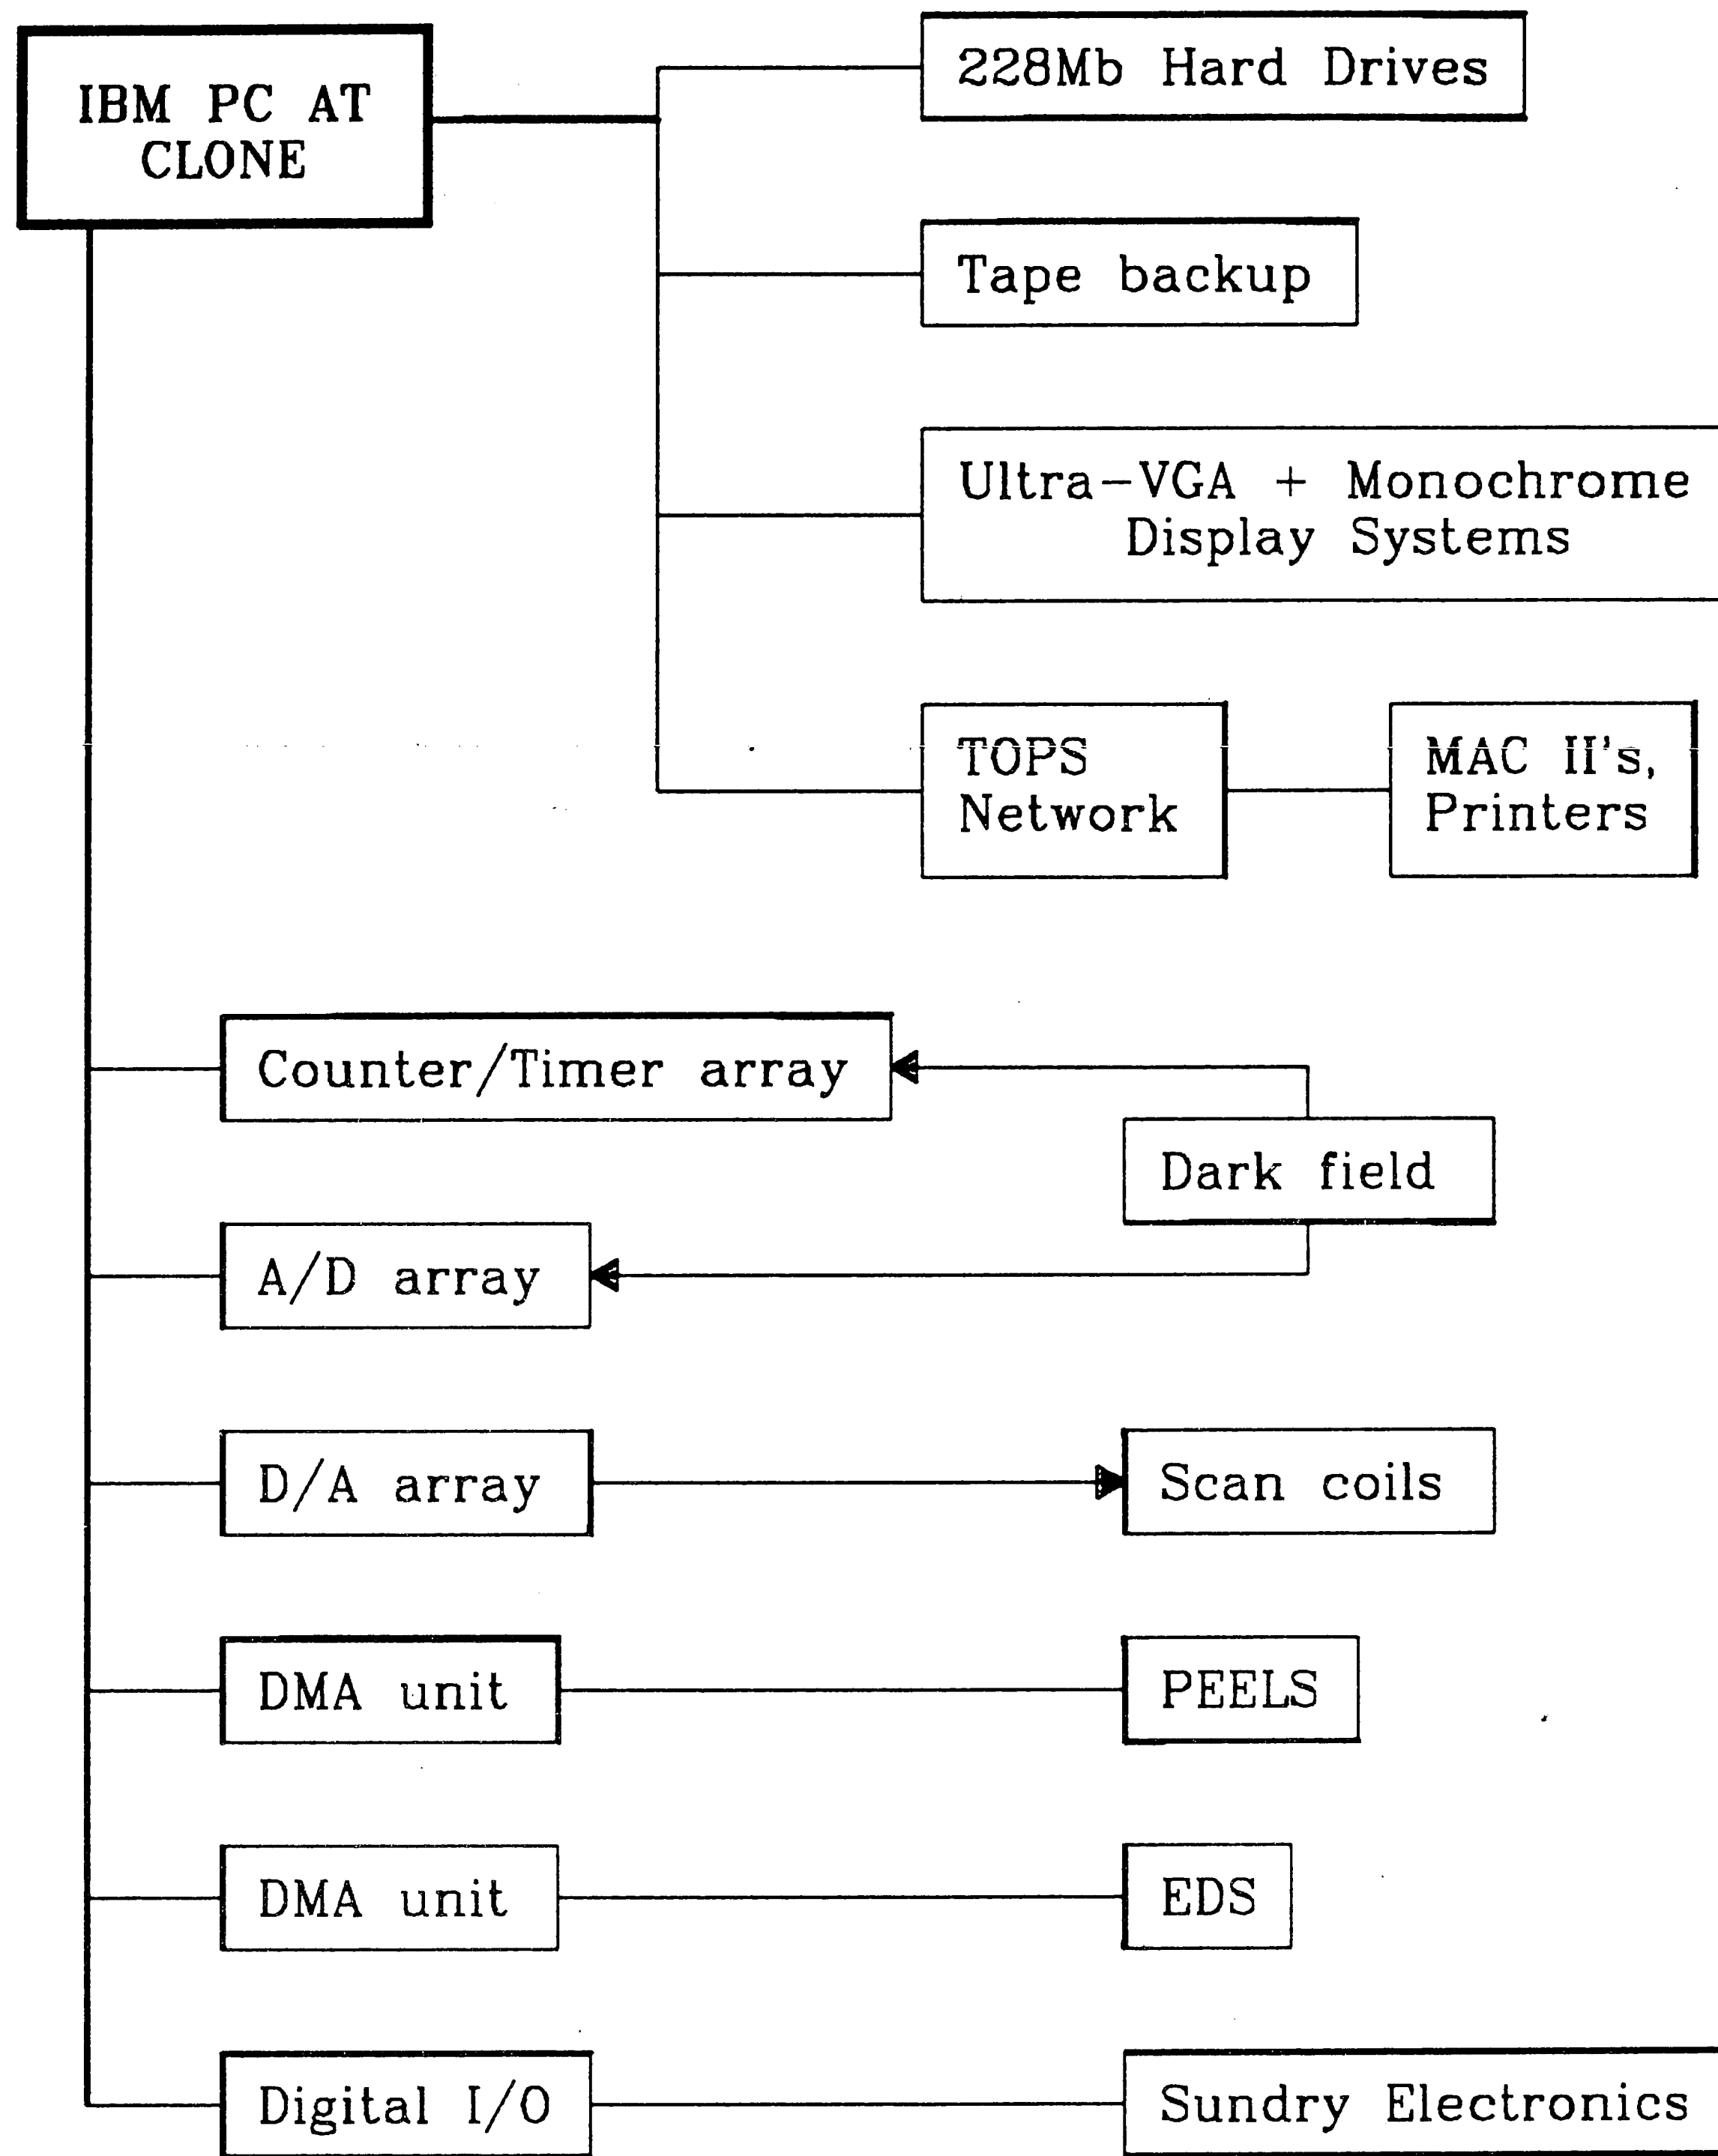 IBM PC AT
CLONE
228Mb Hard Drives
Tape backup
Ultra-VGA + Monochrome
Display Systems
TOPS
Network
MAC II's,
Printers
Counter/Timer array
Dark field
A/D array
D/A array
Scan coils
DMA unit
PEELS
DMA unit
EDS
Digital I/O
Sundry Electronics